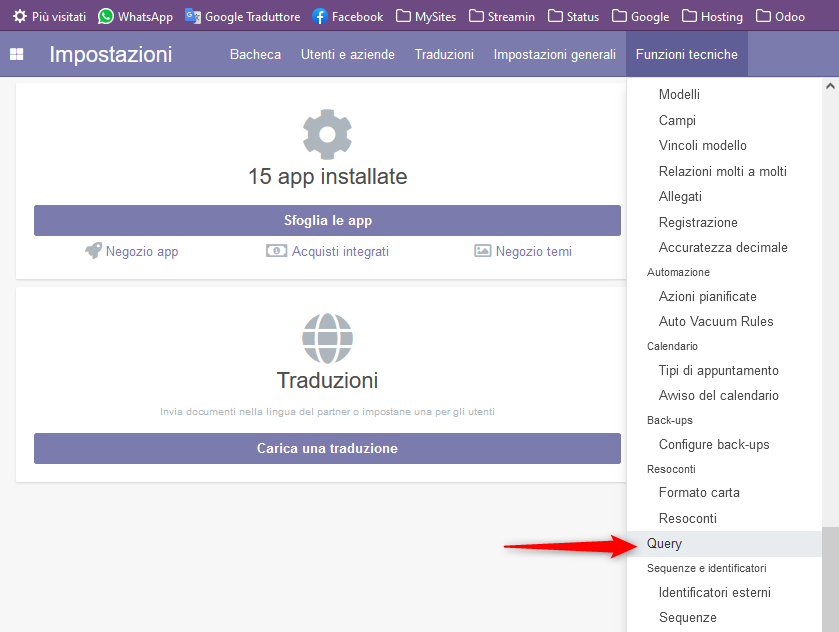 Più visitati WhatsApp Google Traduttore Facebook MySites Streamin Status Google Hosting Odoo
Impostazioni Bacheca Utenti e aziende Traduzioni Impostazioni generali Funzioni tecniche
15 app installate
Sfoglia le app
Negozio app Acquisti integrati Negozio temi
Traduzioni
Invia documenti nella lingua del partner o impostane una per gli utenti
Carica una traduzione
Modelli
Campi
Vincoli modello
Relazioni molti a molti
Allegati
Registrazione
Accuratezza decimale
Automazione
Azioni pianificate
Auto Vacuum Rules
Calendario
Tipi di appuntamento
Avviso del calendario
Back-ups
Configure back-ups
Resoconti
Formato carta
Resoconti
Query
Sequenze e identificatori
Identificatori esterni
Sequenze